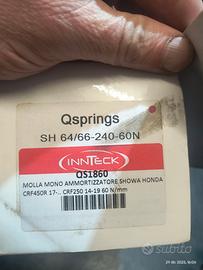 Qsprings
SH 64/66-240-60N
INNTECK
QS1860
MOLLA MONO AMMORTIZZATORE SHOWA HONDA
CRF450R 17-.. CRF250 14-19 60 N/mm
subito